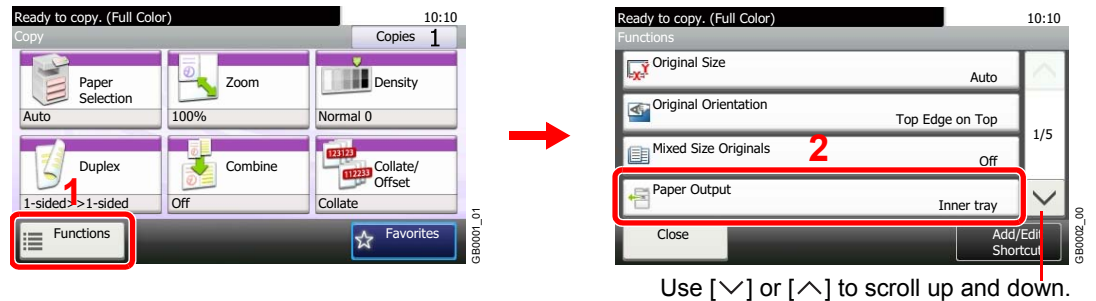 Ready to copy. (Full Color)
10:10
Copy
Copies 1
Paper Selection
Auto
Zoom
100%
Density
Normal 0
Duplex
1-sided>>1-sided
Combine
Off
123123
112233
Collate/
Offset
Collate
1
Functions
Favorites
GB0001_01
Ready to copy. (Full Color)
10:10
Functions
Original Size
Auto
Original Orientation
Top Edge on Top
1/5
Mixed Size Originals
2
Off
Paper Output
Inner tray
Close
Add/Edit
Shortcut
GB0002_00
Use [∨] or [∧] to scroll up and down.